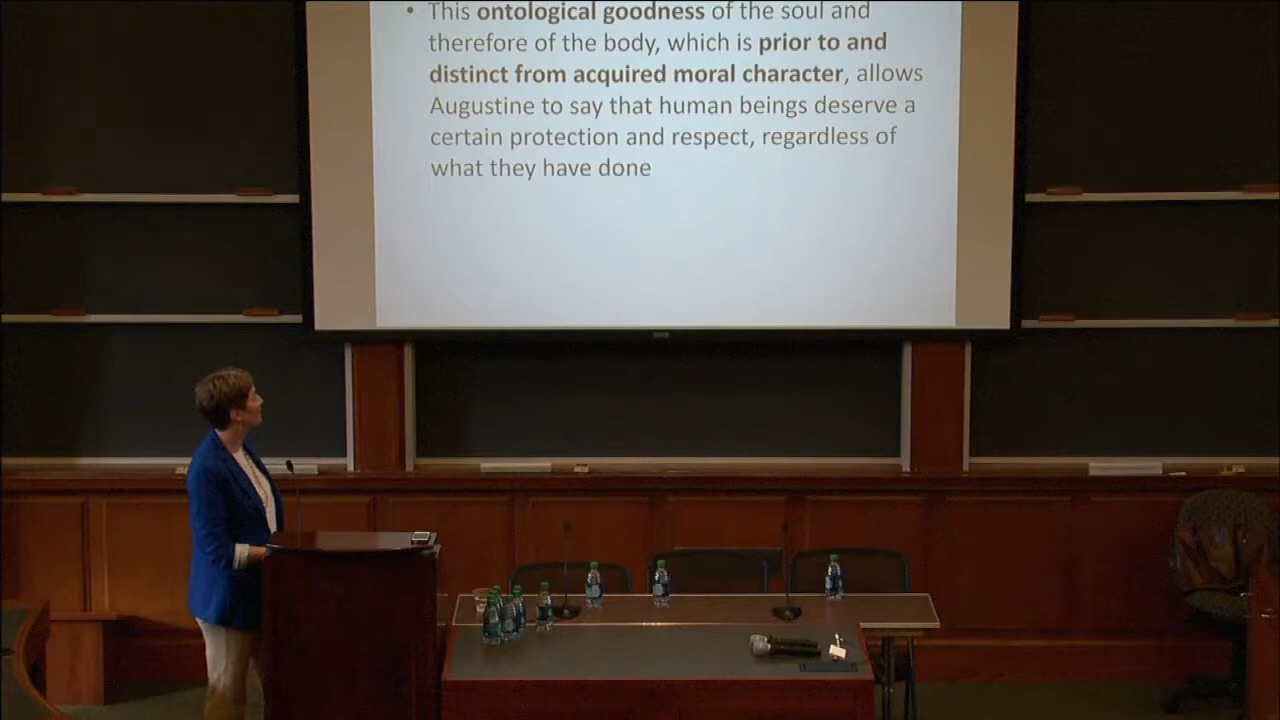 • This ontological goodness of the soul and
therefore of the body, which is prior to and
distinct from acquired moral character, allows
Augustine to say that human beings deserve a
certain protection and respect, regardless of
what they have done